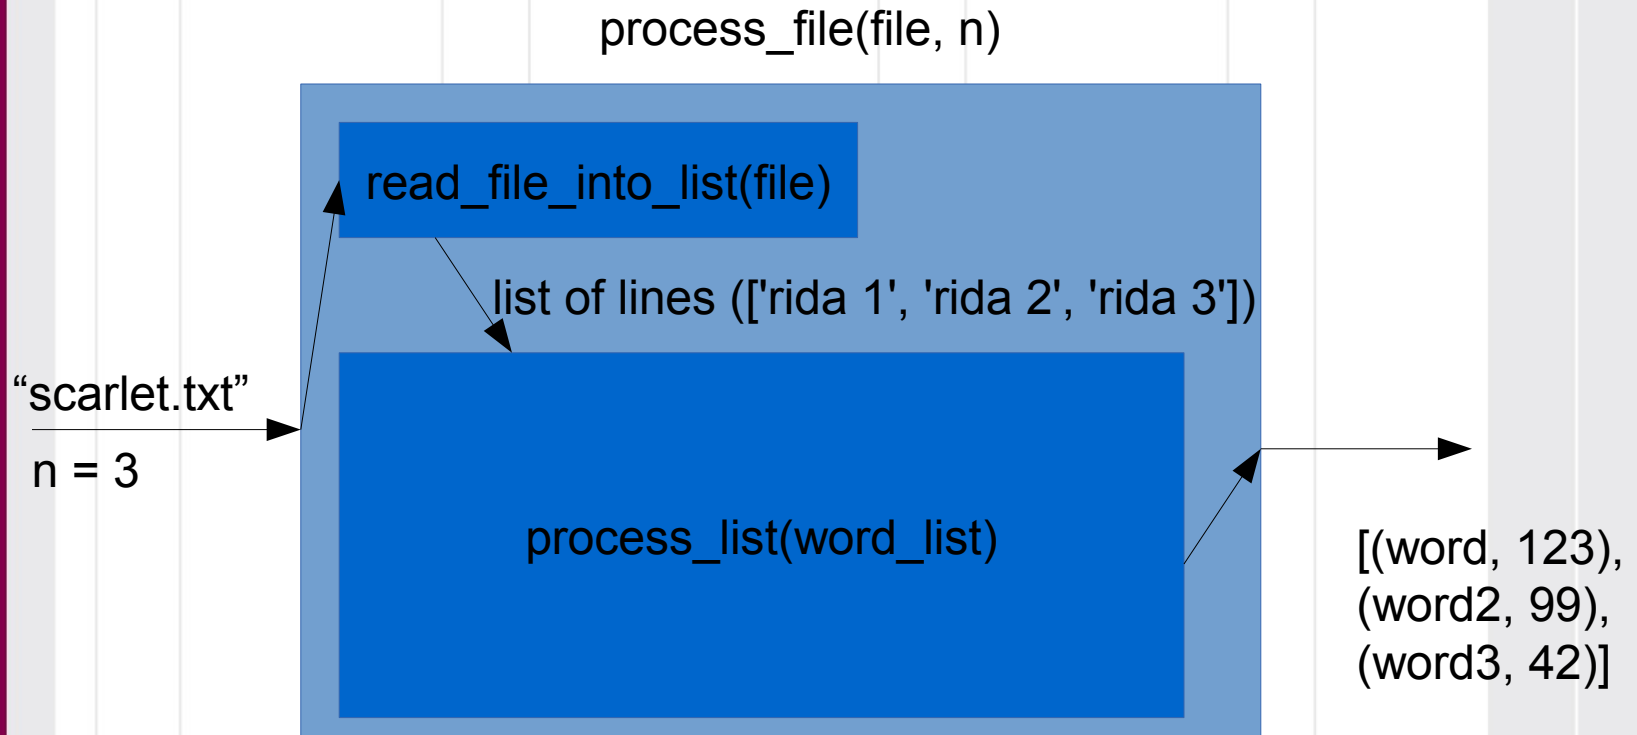 process_file(file, n)
read_file_into_list(file)
list of lines (['rida 1', 'rida 2', 'rida 3'])
“scarlet.txt”
n = 3
process_list(word_list)
[(word, 123),
(word2, 99),
(word3, 42)]